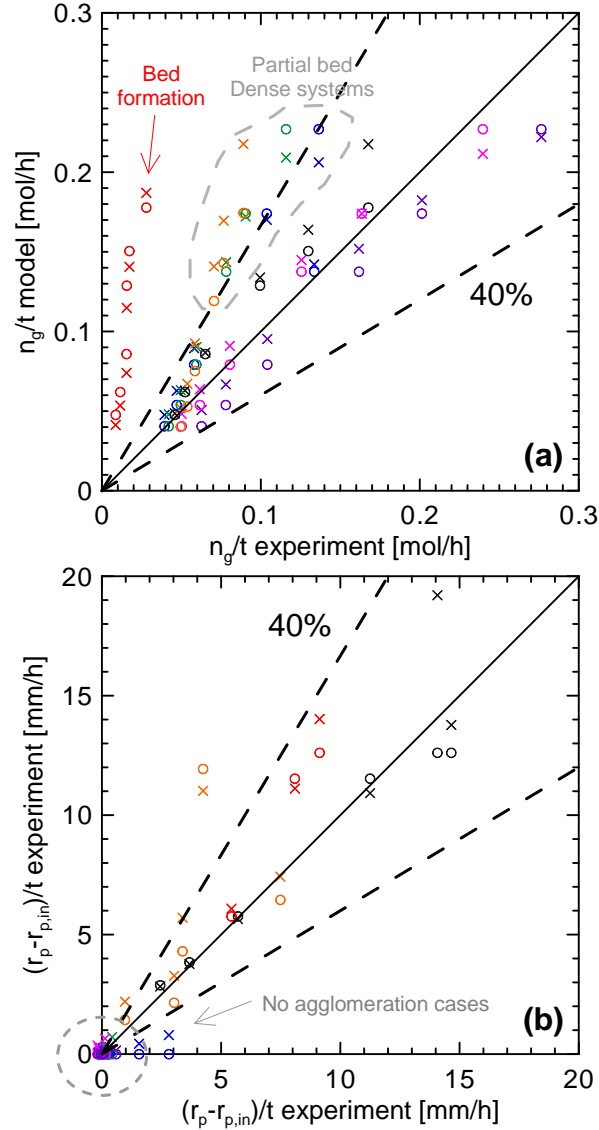 0.3
Partial bed
Dense systems
Bed
formation
0.2
n_g/t model [mol/h]
0.1
40%
(a)
0
0 0.1 0.2 0.3
n_g/t experiment [mol/h]
20
40%
15
(r_p-r_p,in)/t experiment [mm/h]
10
5
No agglomeration cases
(b)
0
0 5 10 15 20
(r_p-r_p,in)/t experiment [mm/h]